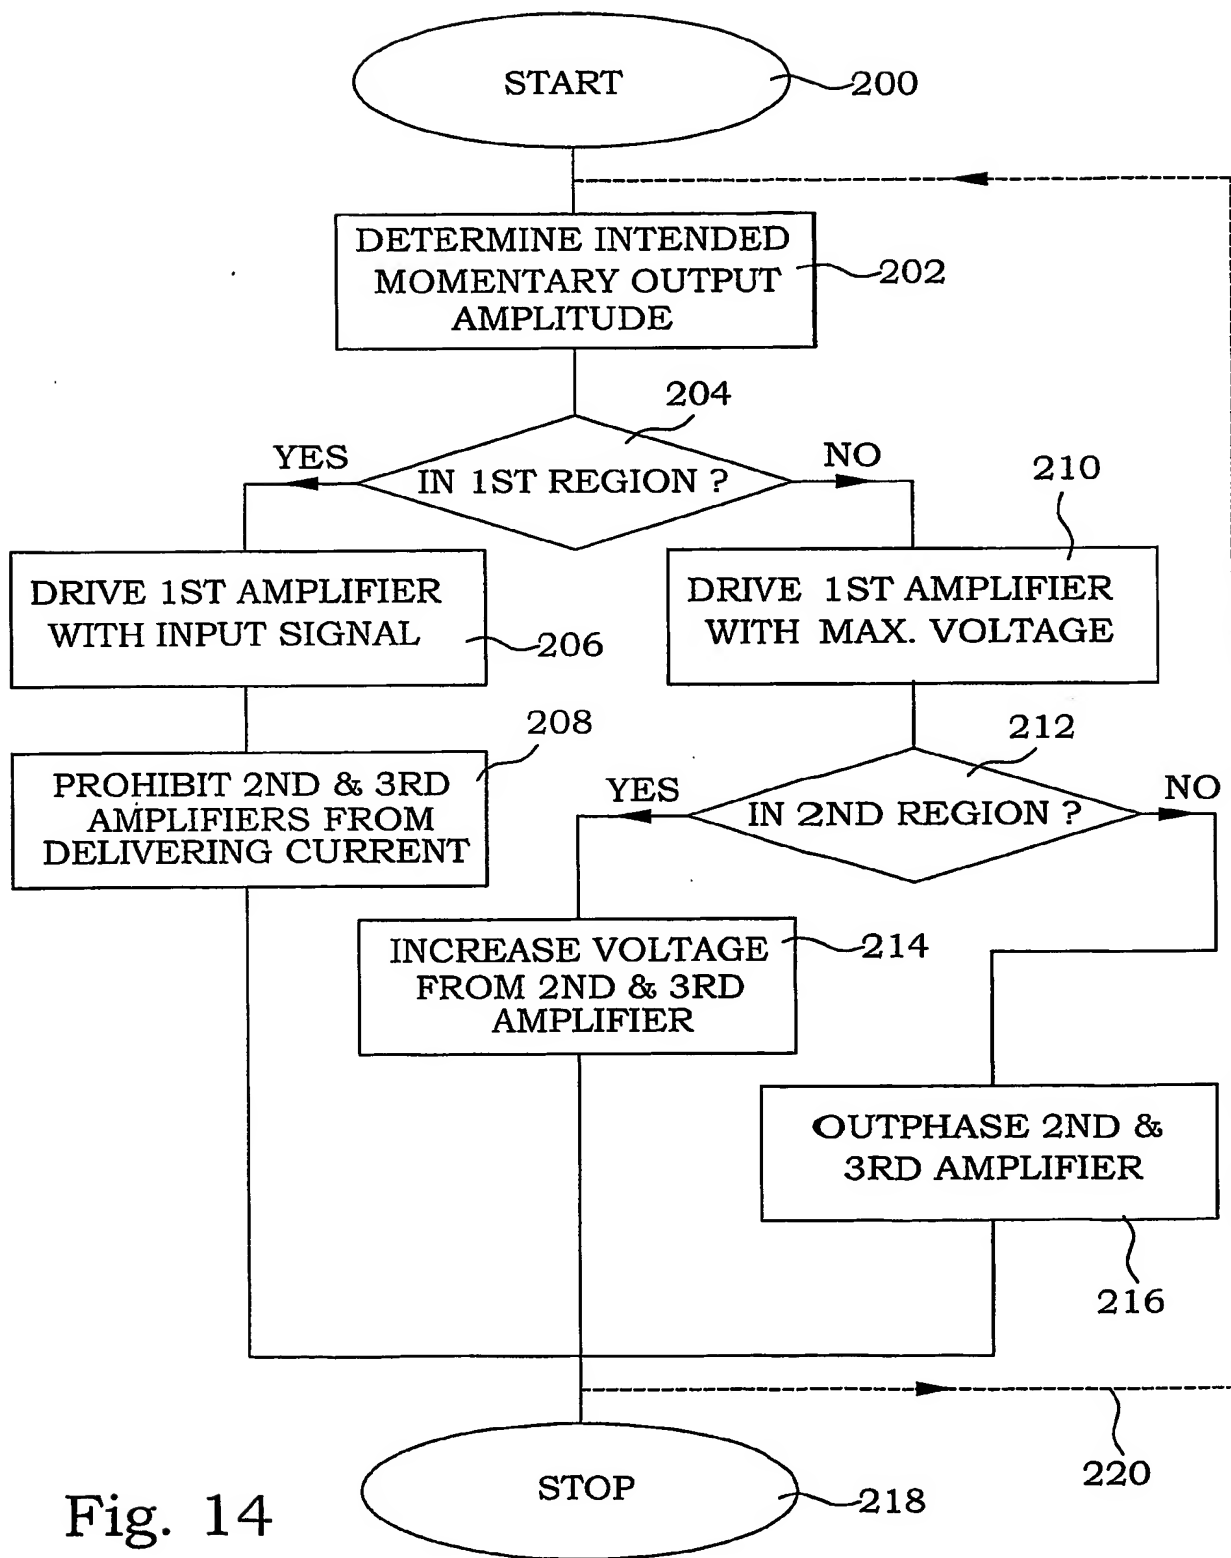 START
200
DETERMINE INTENDED
MOMENTARY OUTPUT
AMPLITUDE
202
204
YES
IN 1ST REGION ?
NO
210
DRIVE 1ST AMPLIFIER
WITH INPUT SIGNAL
206
DRIVE 1ST AMPLIFIER
WITH MAX. VOLTAGE
208
212
PROHIBIT 2ND & 3RD
AMPLIFIERS FROM
DELIVERING CURRENT
YES
IN 2ND REGION ?
NO
INCREASE VOLTAGE
FROM 2ND & 3RD
AMPLIFIER
214
OUTPHASE 2ND &
3RD AMPLIFIER
216
220
STOP
218
Fig. 14